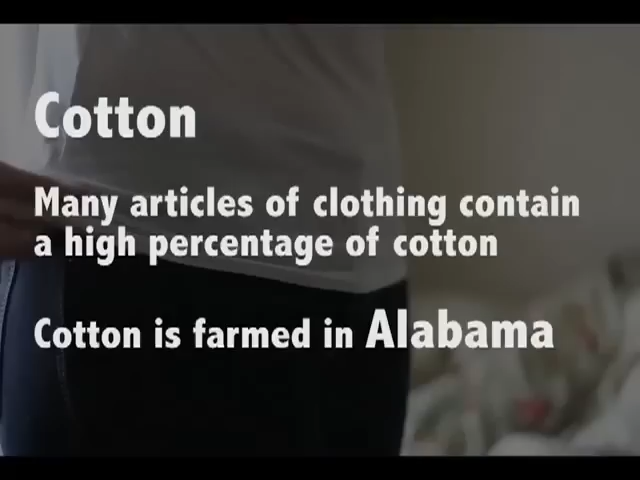 Cotton
Many articles of clothing contain
a high percentage of cotton
Cotton is farmed in Alabama